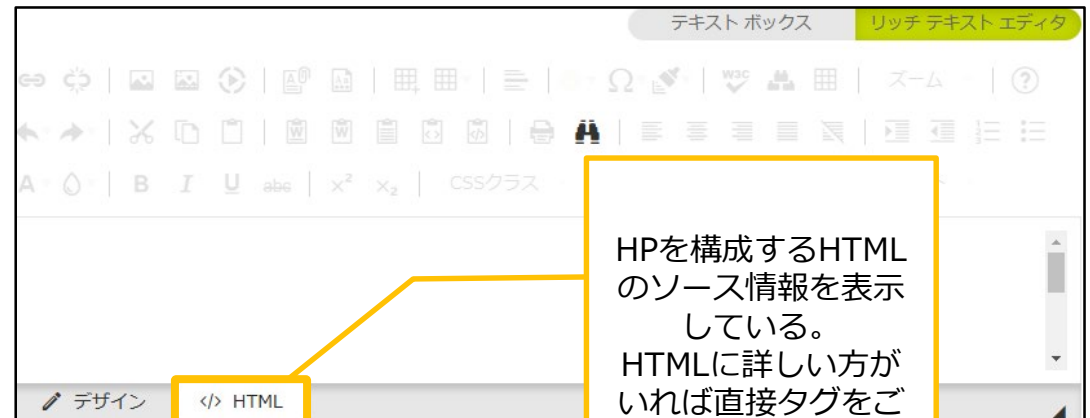 テキスト ボックス リッチ テキスト エディタ
W3C Ω ズーム ?
A B I U abc x² x₂ CSSクラス
HPを構成するHTML
のソース情報を表示
している。
HTMLに詳しい方が
いれば直接タグをご
デザイン </> HTML